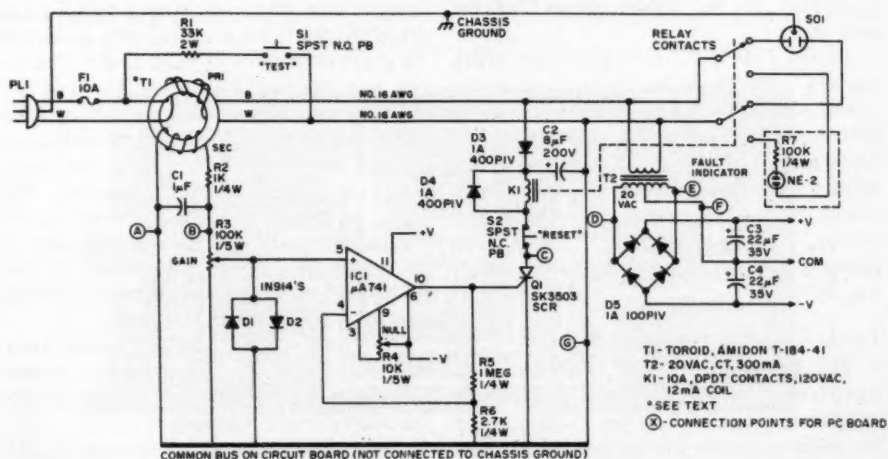 R1
33K
2W
S1
SPST N.O. PB
"TEST"
CHASSIS
GROUND
SO1
RELAY
CONTACTS
PL1
F1
10A
B
W
*T1
PRI
SEC
B
W
NO. 16 AWG
NO. 16 AWG
D3
1A
400PIV
C2
8µF
200V
+
D4
1A
400PIV
K1
S2
SPST
N.C.
PB
"RESET"
C
Q1
SK3503
SCR
G
T2
20
VAC
FAULT
INDICATOR
R7
100K
1/4W
NE-2
D
E
F
+V
C3
22µF
35V
COM
C4
22µF
35V
-V
D5
1A 100PIV
C1
1µF
R2
1K
1/4W
A
B
R3
100K
1/5W
GAIN
1N914'S
D1
D2
5
+
IC1
µA741
4
-
11
+V
10
6
9
3
NULL
R4
10K
1/5W
-V
R5
1MEG
1/4W
R6
2.7K
1/4W
T1- TOROID, AMIDON T-184-41
T2- 20VAC, CT, 300mA
K1- 10A, DPDT CONTACTS, 120VAC,
12mA COIL
*SEE TEXT
X -CONNECTION POINTS FOR PC BOARD
COMMON BUS ON CIRCUIT BOARD (NOT CONNECTED TO CHASSIS GROUND)